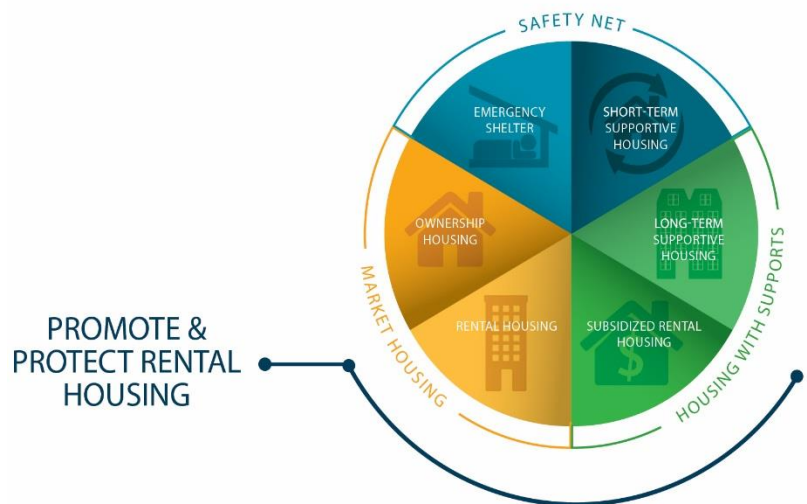 SAFETY NET
EMERGENCY
SHELTER
SHORT-TERM
SUPPORTIVE
HOUSING
OWNERSHIP
HOUSING
LONG-TERM
SUPPORTIVE
HOUSING
RENTAL HOUSING
SUBSIDIZED RENTAL
HOUSING
$
MARKET HOUSING
HOUSING WITH SUPPORTS
PROMOTE &
PROTECT RENTAL
HOUSING